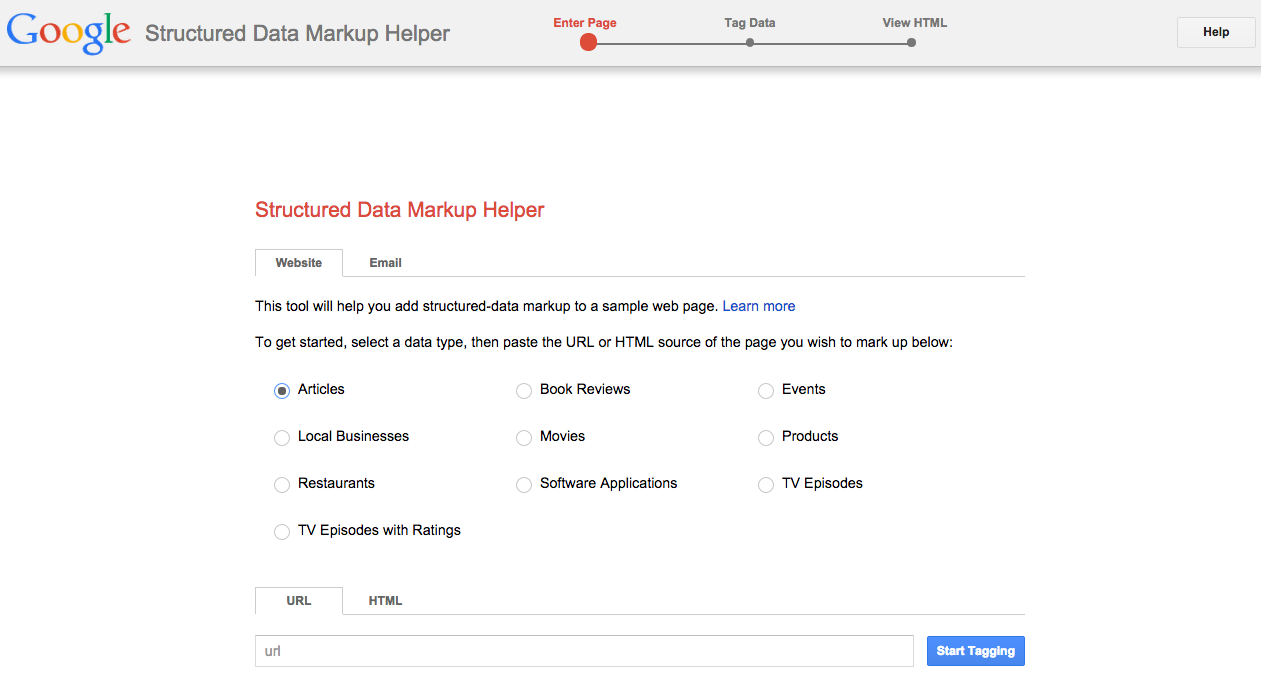 Google Structured Data Markup Helper
Enter Page Tag Data View HTML
Help
Structured Data Markup Helper
Website Email
This tool will help you add structured-data markup to a sample web page. Learn more
To get started, select a data type, then paste the URL or HTML source of the page you wish to mark up below:
Articles Book Reviews Events
Local Businesses Movies Products
Restaurants Software Applications TV Episodes
TV Episodes with Ratings
URL HTML
url Start Tagging